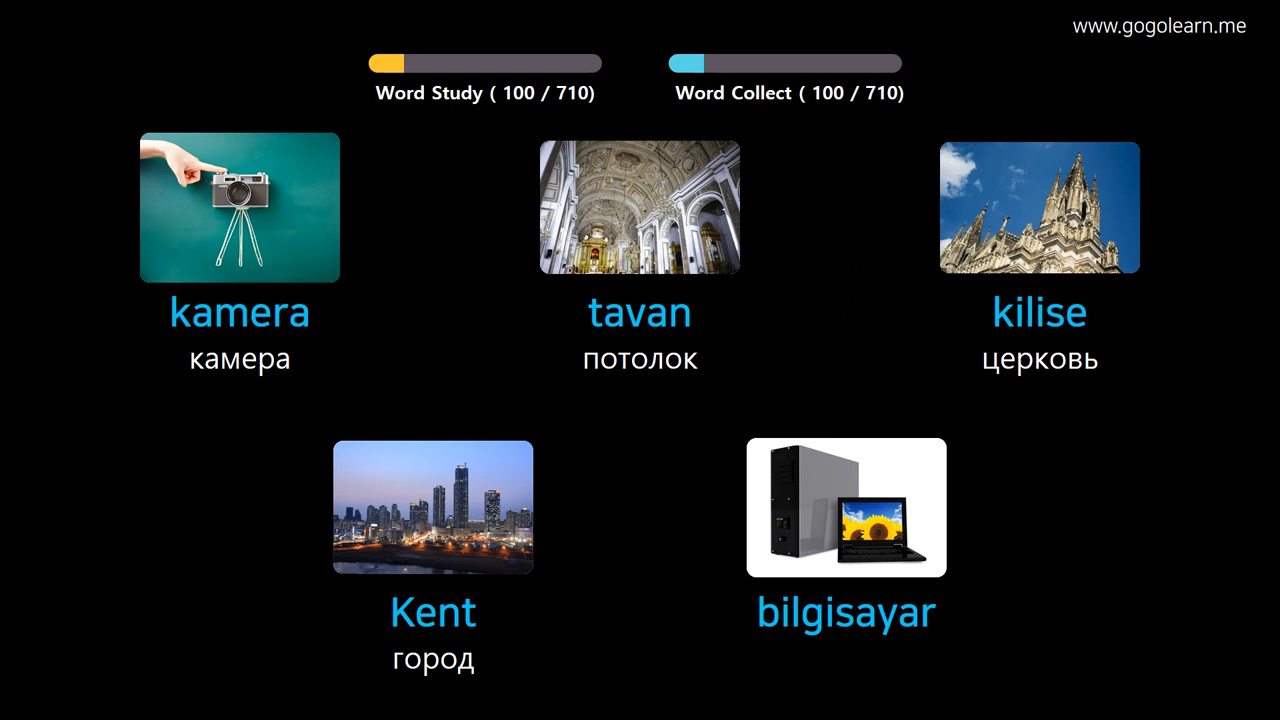 www.gogolearn.me
Word Study ( 100 / 710)
Word Collect ( 100 / 710)
kamera
камера
tavan
потолок
kilise
церковь
Kent
город
bilgisayar